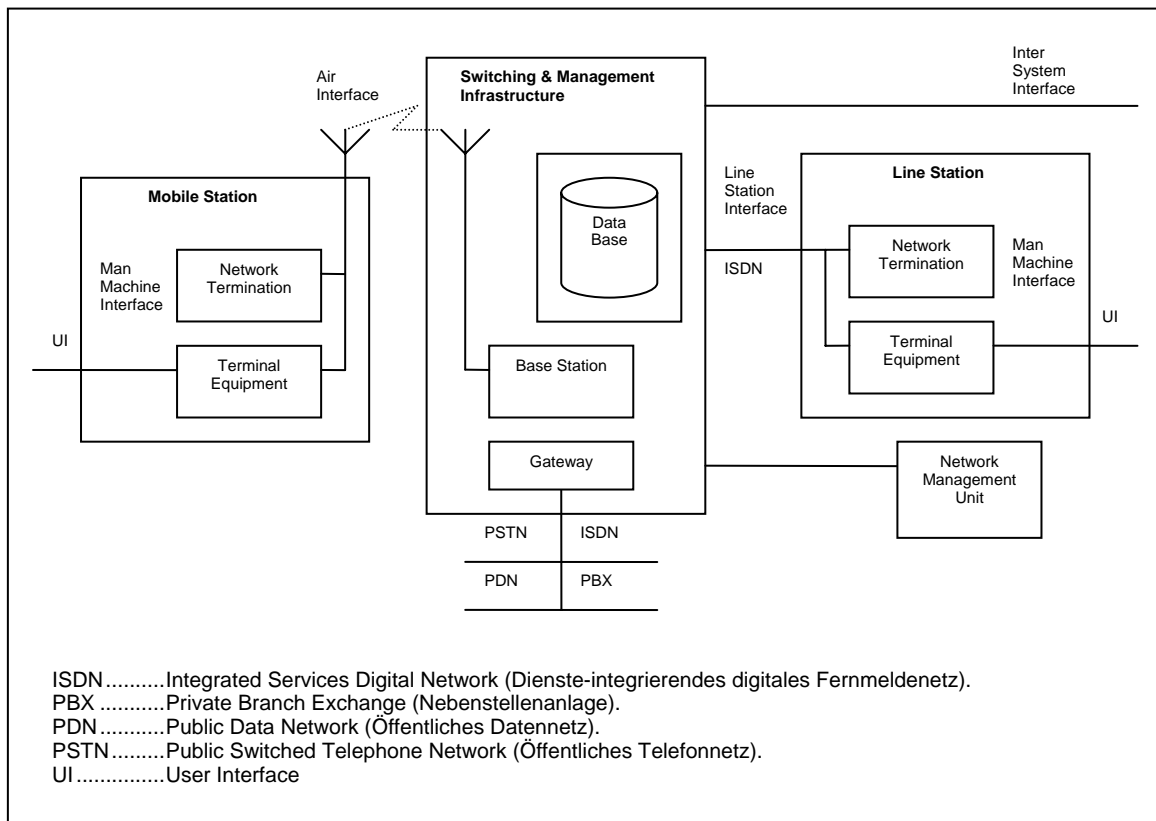 Air
Interface
Switching & Management
Infrastructure
Inter
System
Interface
Mobile Station
Man
Machine
Interface
Network
Termination
UI
Terminal
Equipment
Data
Base
Base Station
Gateway
Line
Station
Interface
ISDN
Line Station
Network
Termination
Man
Machine
Interface
UI
Terminal
Equipment
Network
Management
Unit
PSTN
ISDN
PDN
PBX
ISDN..........Integrated Services Digital Network (Dienste-integrierendes digitales Fernmeldenetz).
PBX ...........Private Branch Exchange (Nebenstellenanlage).
PDN...........Public Data Network (Öffentliches Datennetz).
PSTN.........Public Switched Telephone Network (Öffentliches Telefonnetz).
UI...............User Interface